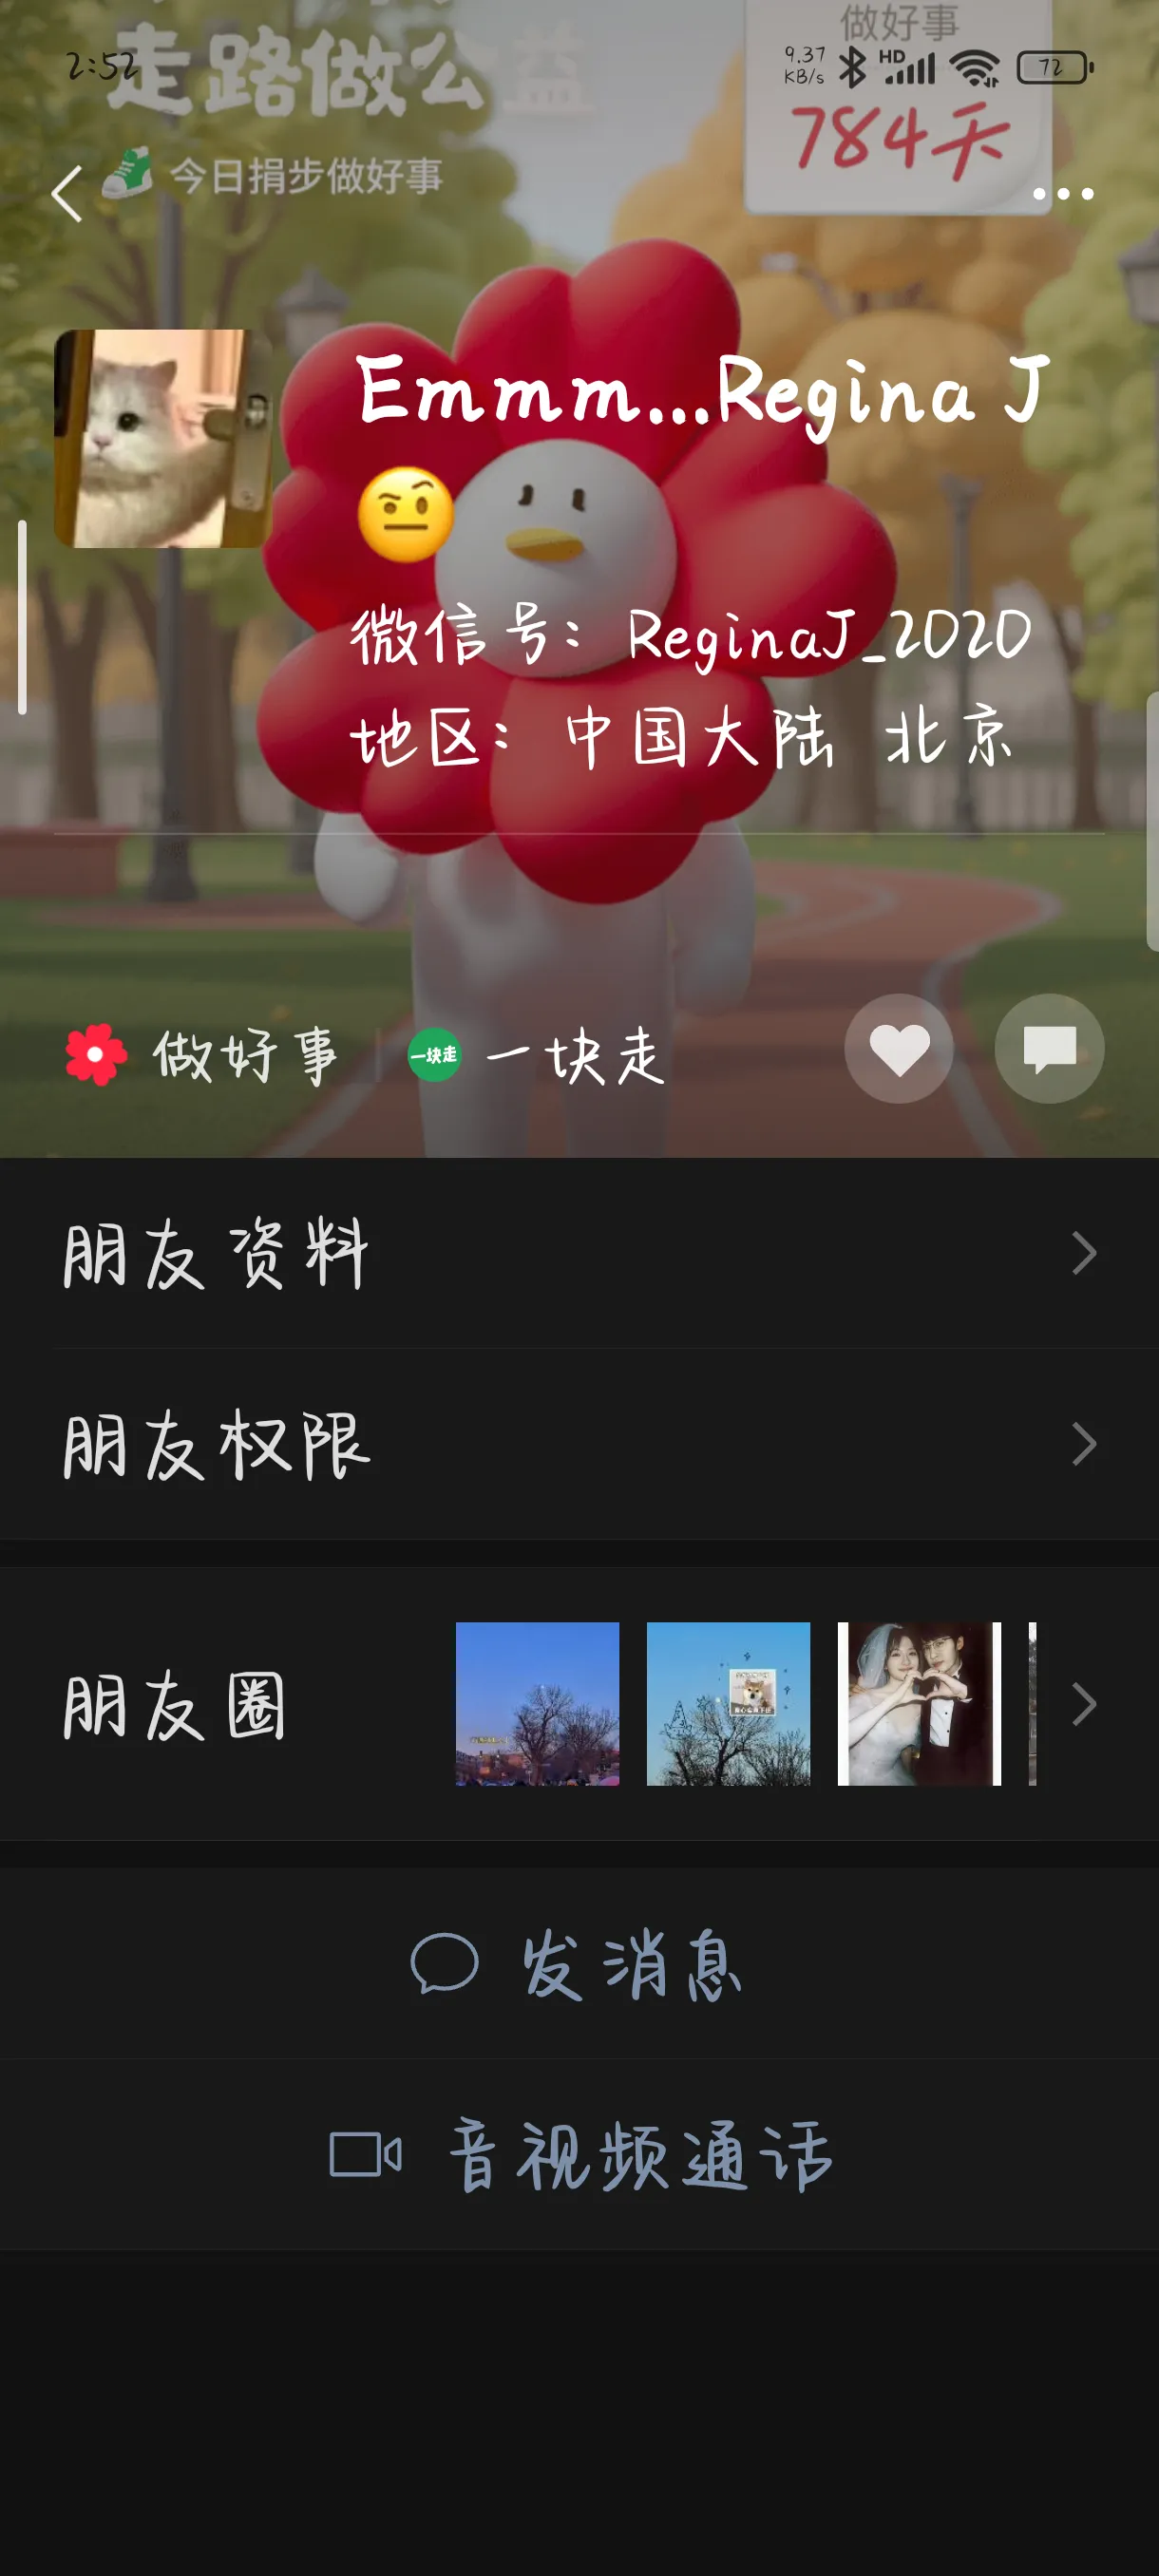 走路做公益
做好事
2:52
9.37
KB/s
HD
72
784天
今日捐步做好事
Emmm...Regina J
🤨
微信号: ReginaJ_2020
地区: 中国大陆 北京
做好事
一块走 一块走
朋友资料
朋友权限
朋友圈
发消息
音视频通话